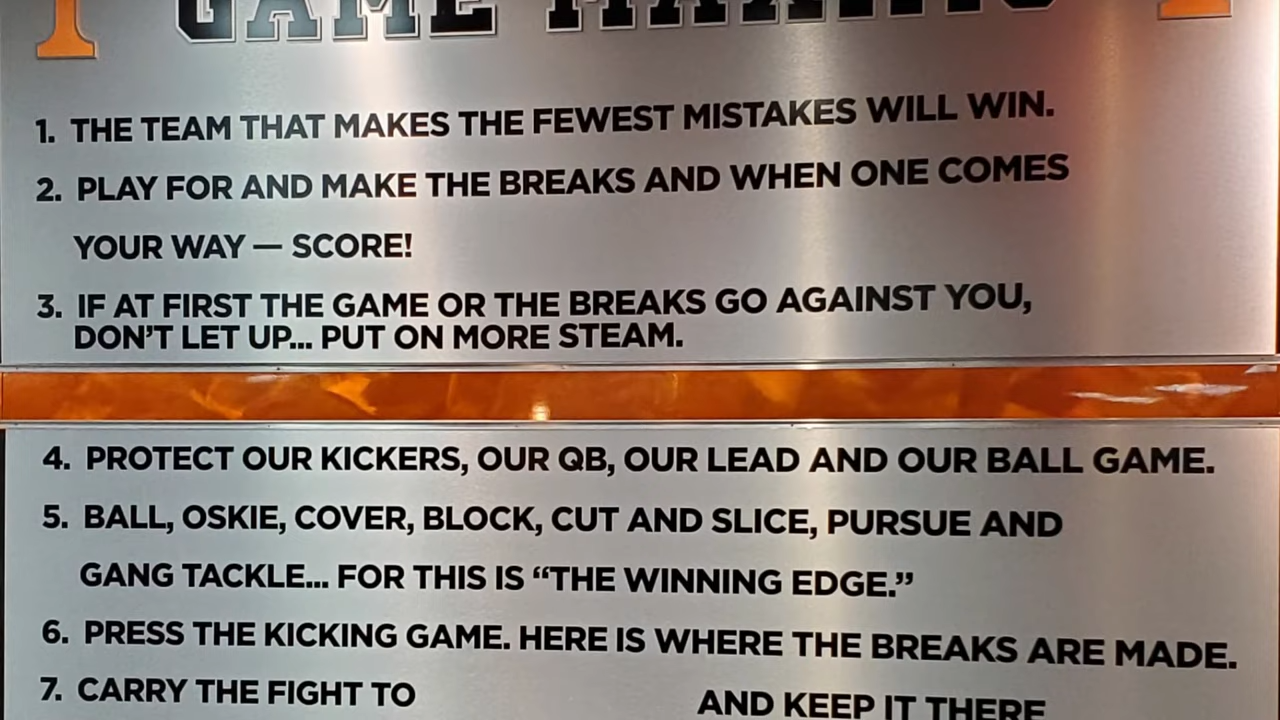 GAME MAXIMS
1. THE TEAM THAT MAKES THE FEWEST MISTAKES WILL WIN.
2. PLAY FOR AND MAKE THE BREAKS AND WHEN ONE COMES
YOUR WAY — SCORE!
3. IF AT FIRST THE GAME OR THE BREAKS GO AGAINST YOU,
DON'T LET UP... PUT ON MORE STEAM.
4. PROTECT OUR KICKERS, OUR QB, OUR LEAD AND OUR BALL GAME.
5. BALL, OSKIE, COVER, BLOCK, CUT AND SLICE, PURSUE AND
GANG TACKLE... FOR THIS IS “THE WINNING EDGE.”
6. PRESS THE KICKING GAME. HERE IS WHERE THE BREAKS ARE MADE.
7. CARRY THE FIGHT TO AND KEEP IT THERE